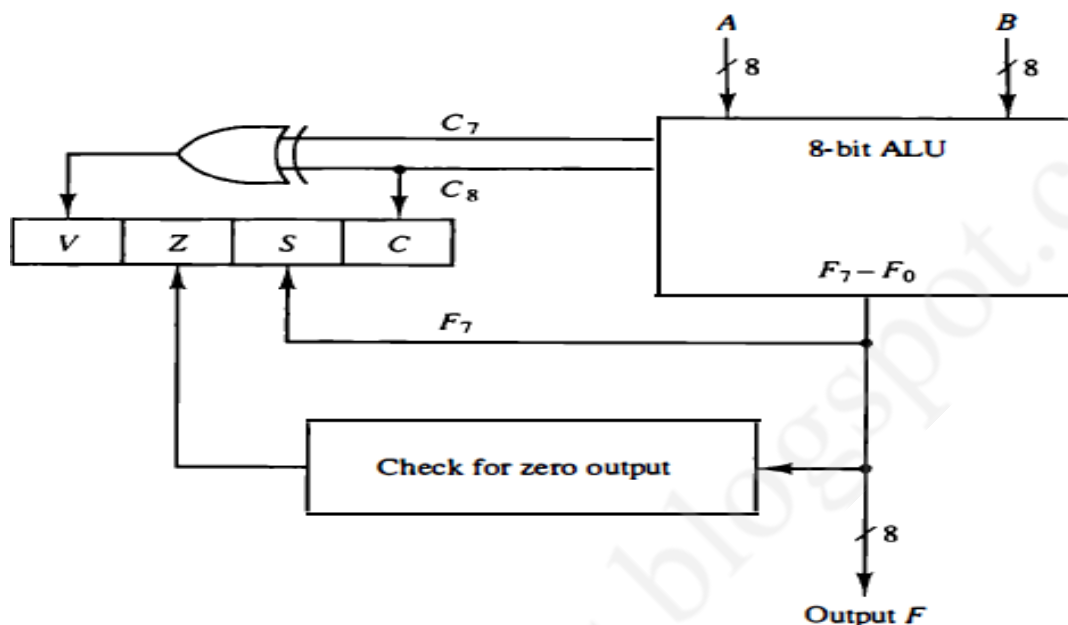 A
B
8
8
C₇
8-bit ALU
C₈
V Z S C
F₇ – F₀
F₇
Check for zero output
8
Output F
blogspot.c